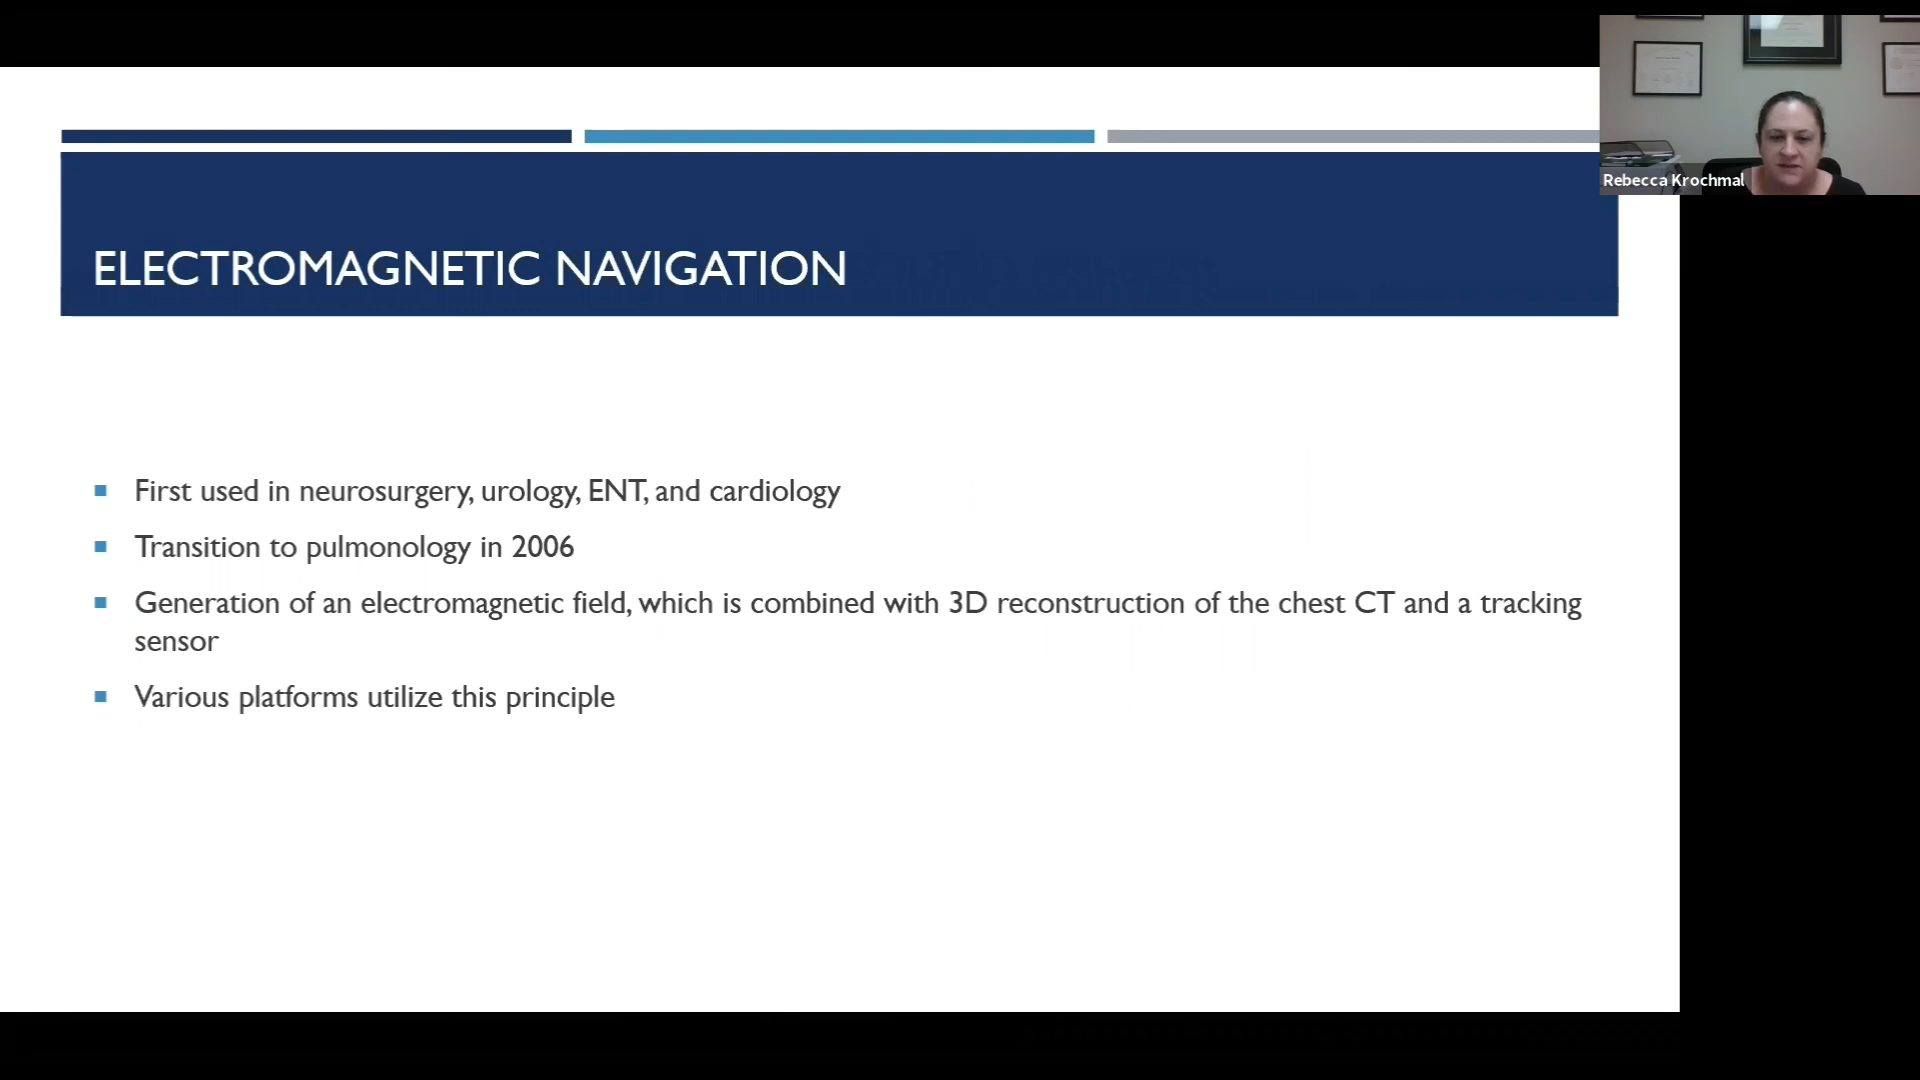 Rebecca Krochmal
ELECTROMAGNETIC NAVIGATION
First used in neurosurgery, urology, ENT, and cardiology
Transition to pulmonology in 2006
Generation of an electromagnetic field, which is combined with 3D reconstruction of the chest CT and a tracking
sensor
Various platforms utilize this principle